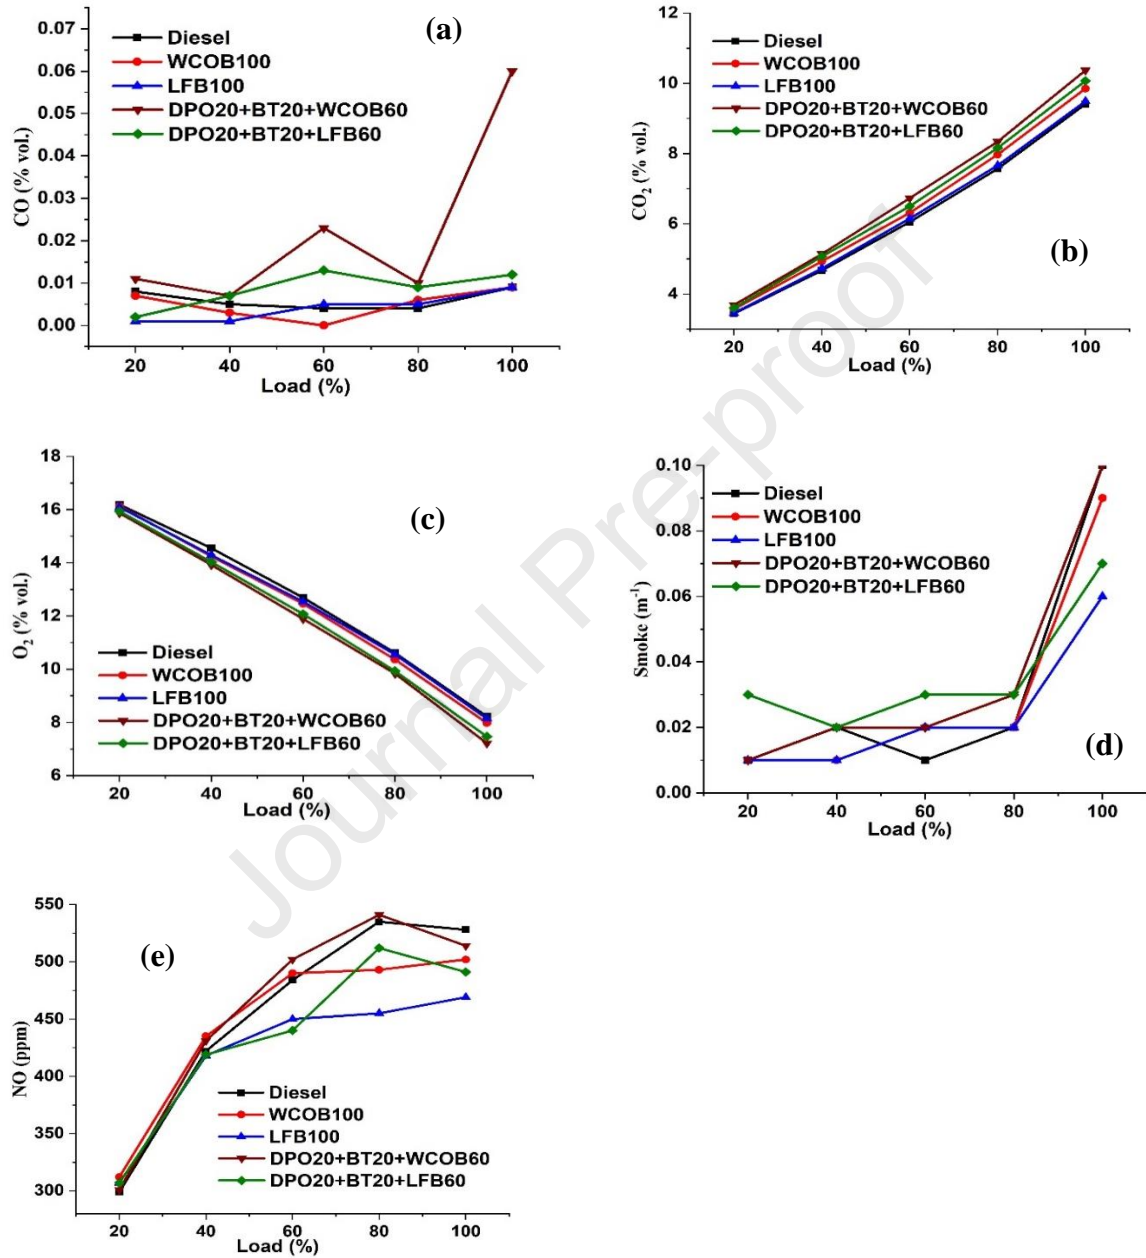 (a)
Diesel
WCOB100
LFB100
DPO20+BT20+WCOB60
DPO20+BT20+LFB60
0.07
0.06
0.05
0.04
0.03
0.02
0.01
0.00
CO (% vol.)
20 40 60 80 100
Load (%)
(b)
Diesel
WCOB100
LFB100
DPO20+BT20+WCOB60
DPO20+BT20+LFB60
12
10
8
6
4
CO₂ (% vol.)
20 40 60 80 100
Load (%)
(c)
18
16
14
12
10
8
6
O₂ (% vol.)
Diesel
WCOB100
LFB100
DPO20+BT20+WCOB60
DPO20+BT20+LFB60
20 40 60 80 100
Load (%)
(d)
0.10
0.08
0.06
0.04
0.02
0.00
Smoke (m⁻¹)
Diesel
WCOB100
LFB100
DPO20+BT20+WCOB60
DPO20+BT20+LFB60
20 40 60 80 100
Load (%)
(e)
550
500
450
400
350
300
NO (ppm)
Diesel
WCOB100
LFB100
DPO20+BT20+WCOB60
DPO20+BT20+LFB60
20 40 60 80 100
Load (%)
Journal Pre-proof